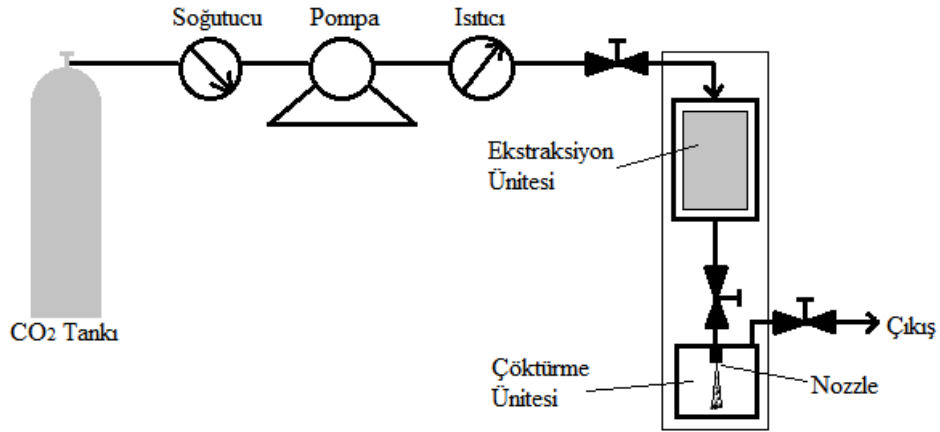 Soğutucu
Pompa
Isıtıcı
Ekstraksiyon
Ünitesi
CO2 Tankı
Çıkış
Çöktürme
Ünitesi
Nozzle